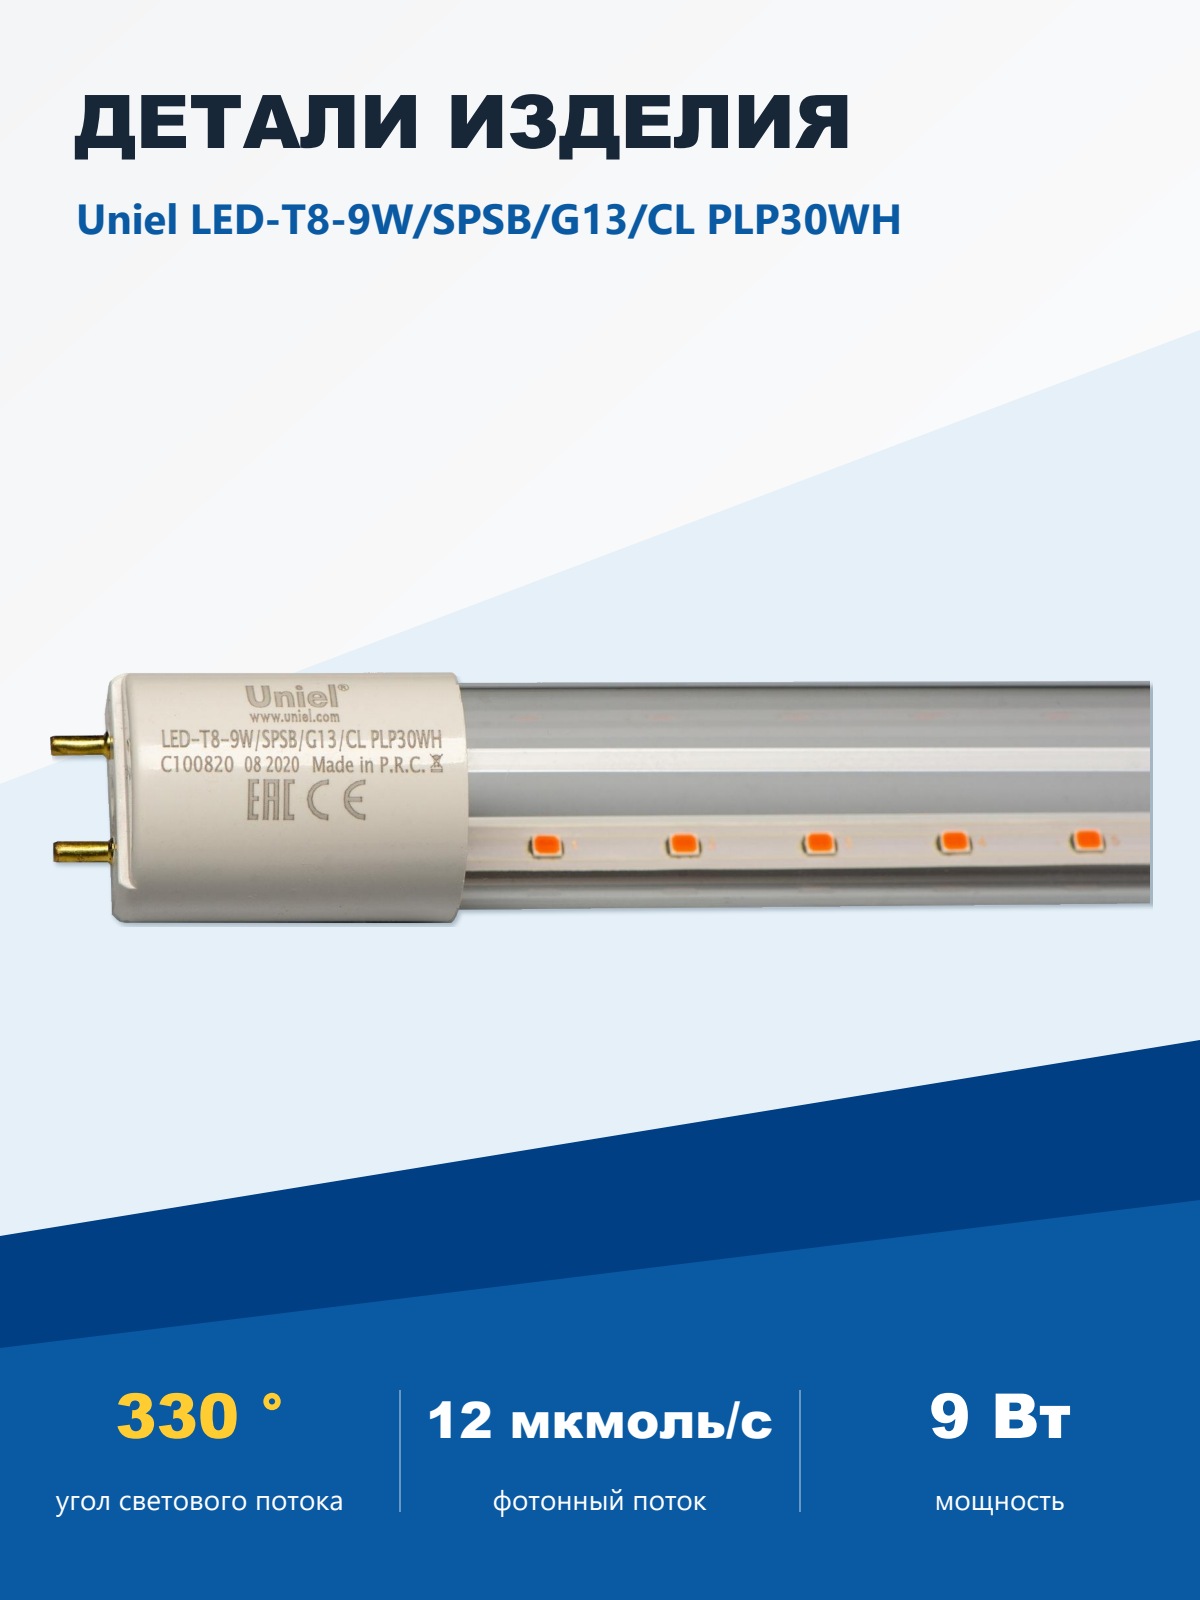 ДЕТАЛИ ИЗДЕЛИЯ
Uniel LED-T8-9W/SPSB/G13/CL PLP30WH
Uniel®
www.uniel.com
LED-T8-9W/SPSB/G13/CL PLP30WH
C100820 08 2020 Made in P.R.C.
EAC CE
330 °
угол светового потока
12 мкмоль/с
фотонный поток
9 Вт
мощность